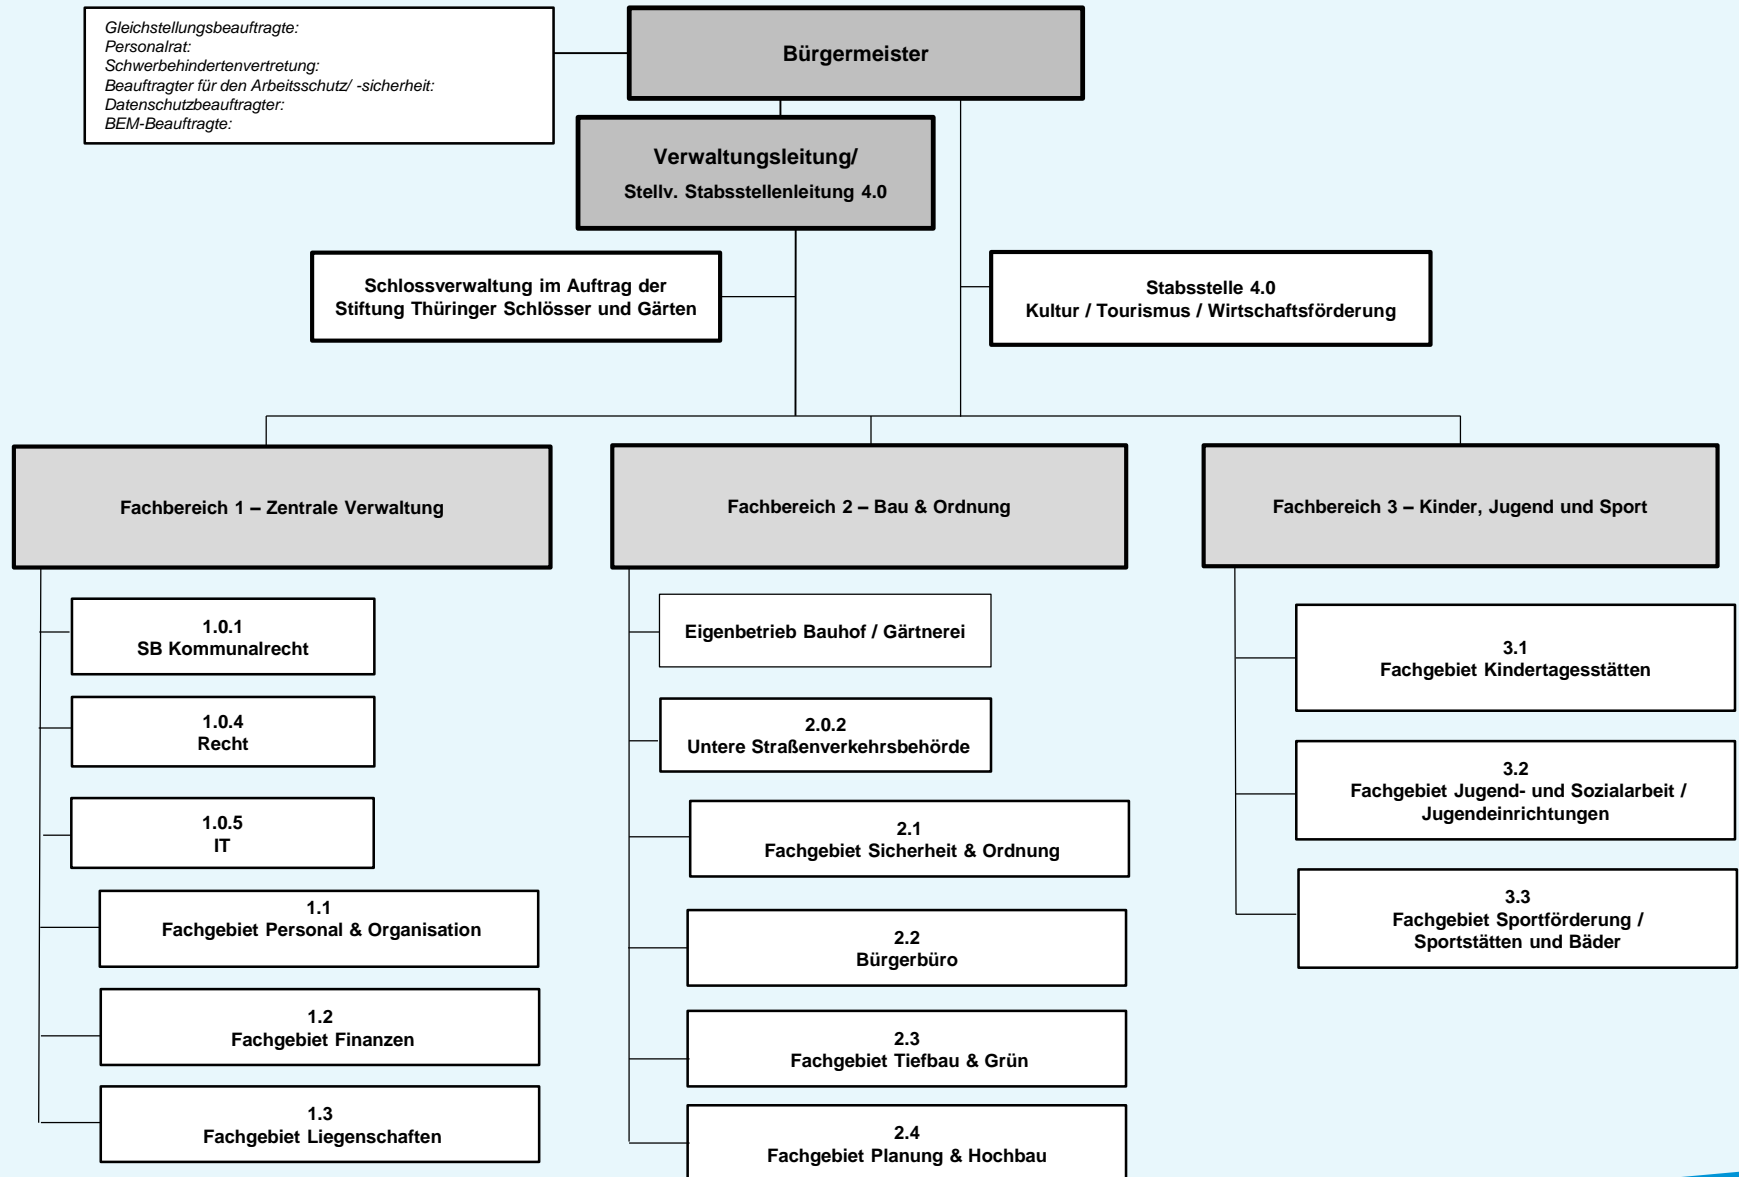 Gleichstellungsbeauftragte:
Personalrat:
Schwerbehindertenvertretung:
Beauftragter für den Arbeitsschutz/ -sicherheit:
Datenschutzbeauftragter:
BEM-Beauftragte:
Bürgermeister
Verwaltungsleitung/
Stellv. Stabsstellenleitung 4.0
Schlossverwaltung im Auftrag der
Stiftung Thüringer Schlösser und Gärten
Stabsstelle 4.0
Kultur / Tourismus / Wirtschaftsförderung
Fachbereich 1 – Zentrale Verwaltung
1.0.1
SB Kommunalrecht
1.0.4
Recht
1.0.5
IT
1.1
Fachgebiet Personal & Organisation
1.2
Fachgebiet Finanzen
1.3
Fachgebiet Liegenschaften
Fachbereich 2 – Bau & Ordnung
Eigenbetrieb Bauhof / Gärtnerei
2.0.2
Untere Straßenverkehrsbehörde
2.1
Fachgebiet Sicherheit & Ordnung
2.2
Bürgerbüro
2.3
Fachgebiet Tiefbau & Grün
2.4
Fachgebiet Planung & Hochbau
Fachbereich 3 – Kinder, Jugend und Sport
3.1
Fachgebiet Kindertagesstätten
3.2
Fachgebiet Jugend- und Sozialarbeit /
Jugendeinrichtungen
3.3
Fachgebiet Sportförderung /
Sportstätten und Bäder